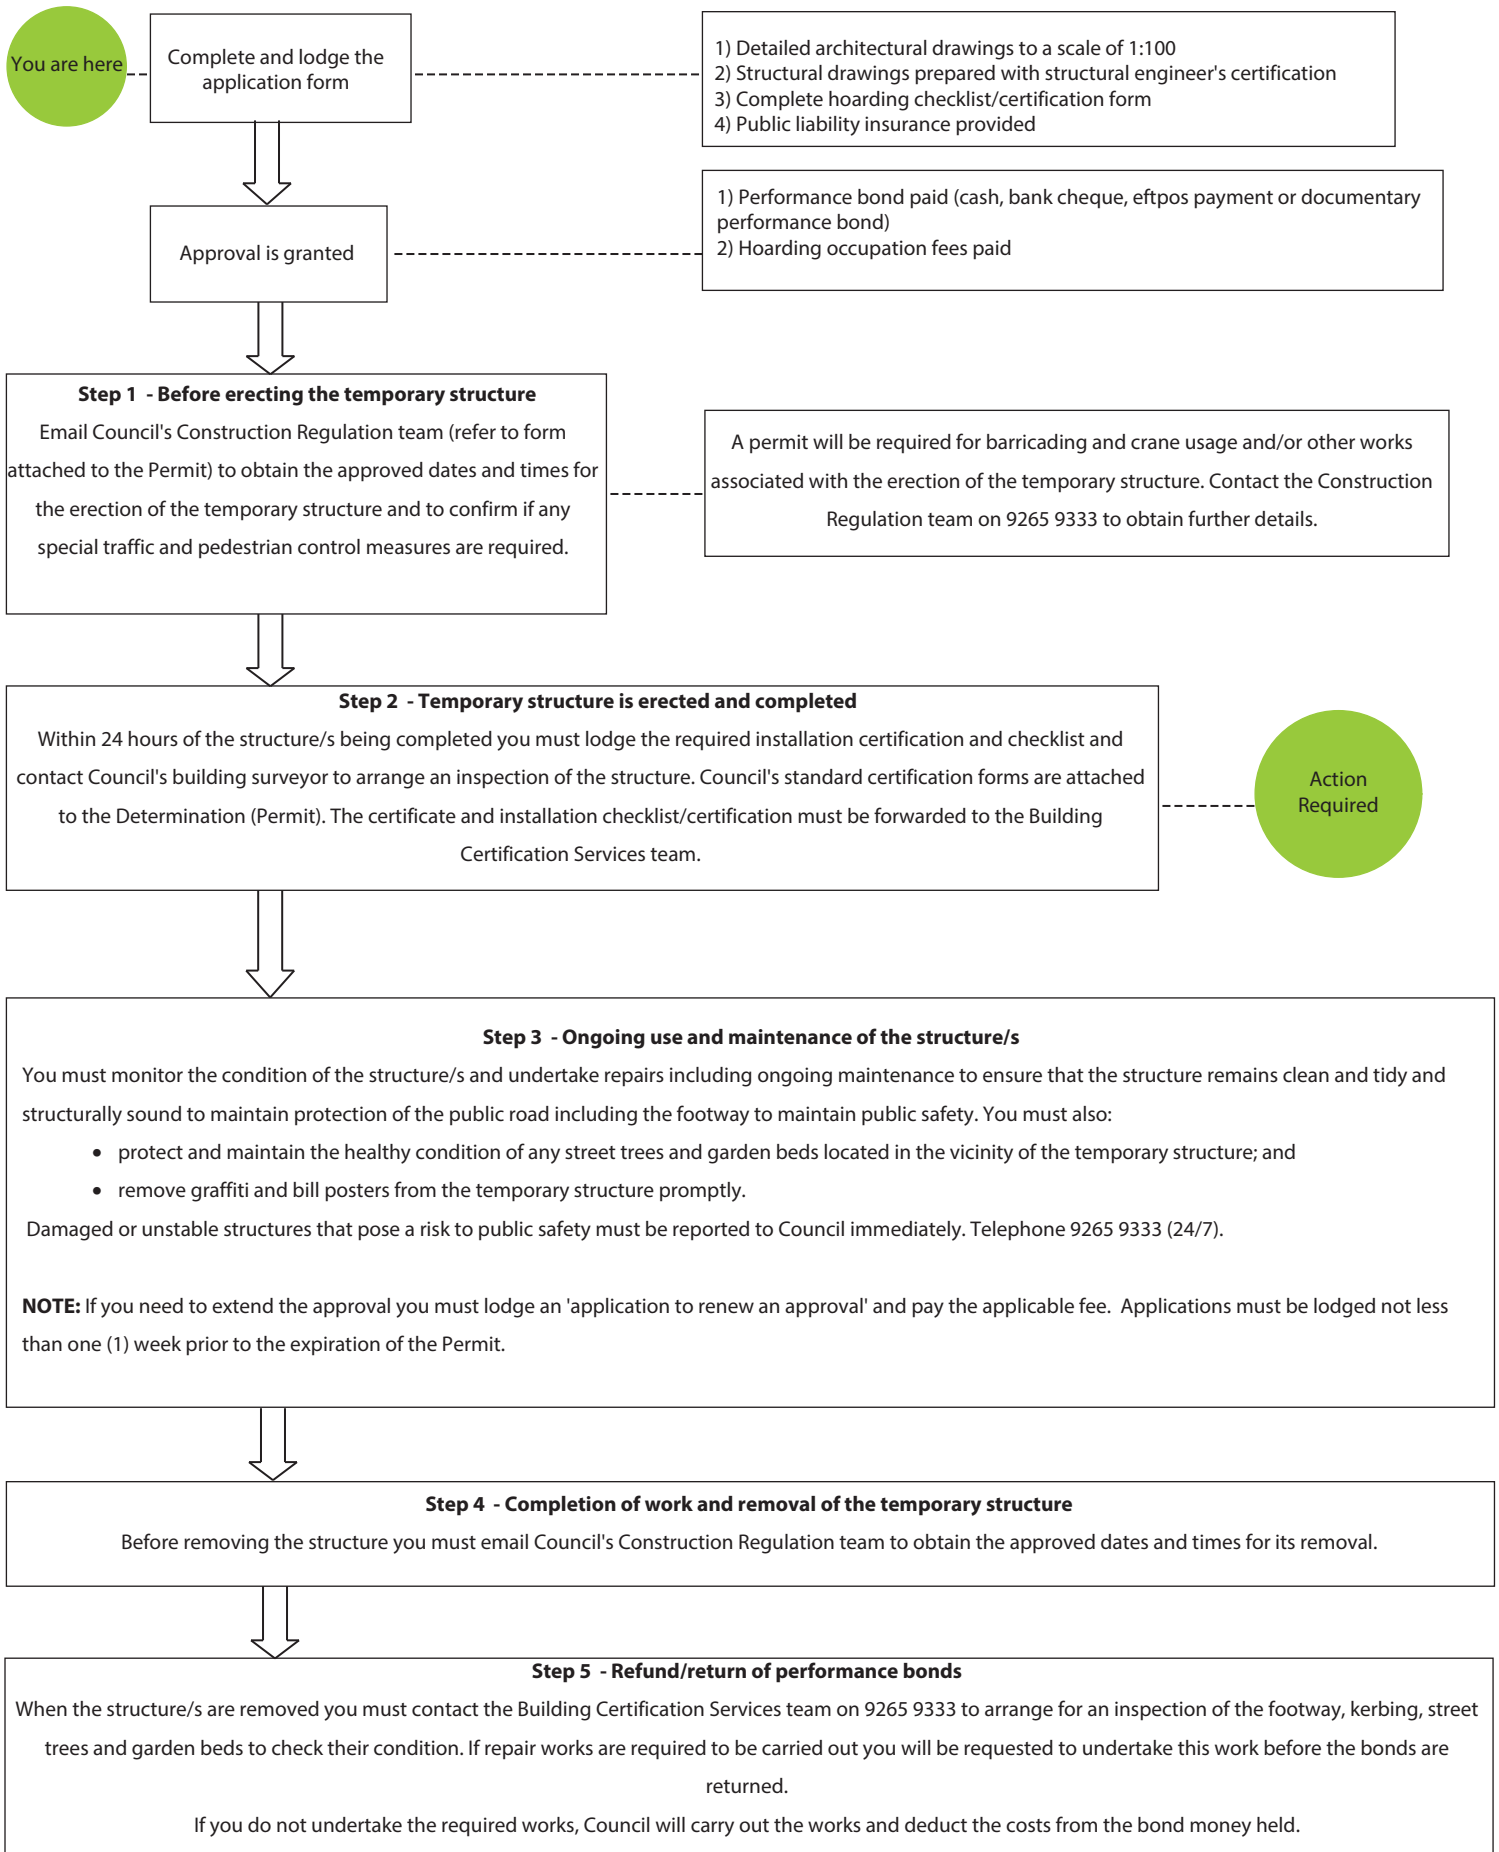 You are here
Complete and lodge the
application form
1) Detailed architectural drawings to a scale of 1:100
2) Structural drawings prepared with structural engineer's certification
3) Complete hoarding checklist/certification form
4) Public liability insurance provided
Approval is granted
1) Performance bond paid (cash, bank cheque, eftpos payment or documentary
performance bond)
2) Hoarding occupation fees paid
Step 1 - Before erecting the temporary structure
Email Council's Construction Regulation team (refer to form
attached to the Permit) to obtain the approved dates and times for
the erection of the temporary structure and to confirm if any
special traffic and pedestrian control measures are required.
A permit will be required for barricading and crane usage and/or other works
associated with the erection of the temporary structure. Contact the Construction
Regulation team on 9265 9333 to obtain further details.
Step 2 - Temporary structure is erected and completed
Within 24 hours of the structure/s being completed you must lodge the required installation certification and checklist and
contact Council's building surveyor to arrange an inspection of the structure. Council's standard certification forms are attached
to the Determination (Permit). The certificate and installation checklist/certification must be forwarded to the Building
Certification Services team.
Action
Required
Step 3 - Ongoing use and maintenance of the structure/s
You must monitor the condition of the structure/s and undertake repairs including ongoing maintenance to ensure that the structure remains clean and tidy and
structurally sound to maintain protection of the public road including the footway to maintain public safety. You must also:
• protect and maintain the healthy condition of any street trees and garden beds located in the vicinity of the temporary structure; and
• remove graffiti and bill posters from the temporary structure promptly.
Damaged or unstable structures that pose a risk to public safety must be reported to Council immediately. Telephone 9265 9333 (24/7).
NOTE: If you need to extend the approval you must lodge an 'application to renew an approval' and pay the applicable fee. Applications must be lodged not less
than one (1) week prior to the expiration of the Permit.
Step 4 - Completion of work and removal of the temporary structure
Before removing the structure you must email Council's Construction Regulation team to obtain the approved dates and times for its removal.
Step 5 - Refund/return of performance bonds
When the structure/s are removed you must contact the Building Certification Services team on 9265 9333 to arrange for an inspection of the footway, kerbing, street
trees and garden beds to check their condition. If repair works are required to be carried out you will be requested to undertake this work before the bonds are
returned.
If you do not undertake the required works, Council will carry out the works and deduct the costs from the bond money held.